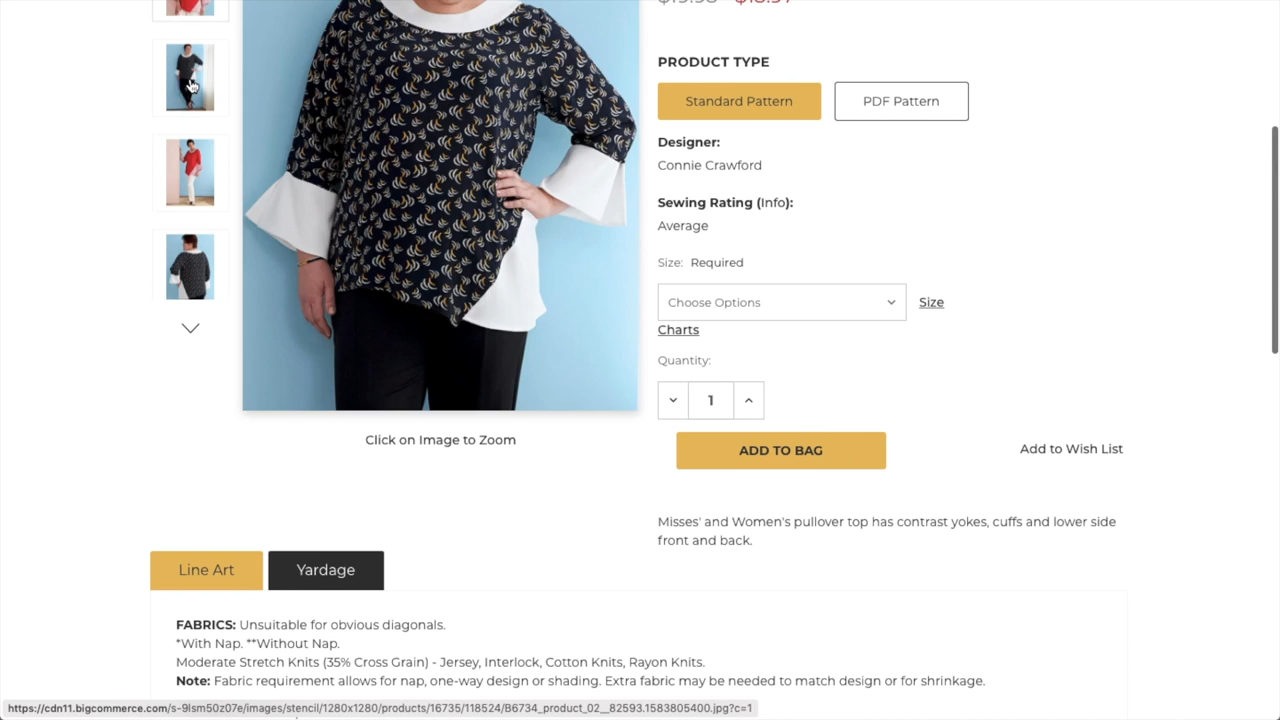 PRODUCT TYPE
Standard Pattern
PDF Pattern
Designer:
Connie Crawford
Sewing Rating (Info):
Average
Size: Required
Choose Options
Size
Charts
Quantity:
1
Click on Image to Zoom
ADD TO BAG
Add to Wish List
Misses' and Women's pullover top has contrast yokes, cuffs and lower side
front and back.
Line Art
Yardage
FABRICS: Unsuitable for obvious diagonals.
*With Nap. **Without Nap.
Moderate Stretch Knits (35% Cross Grain) - Jersey, Interlock, Cotton Knits, Rayon Knits.
Note: Fabric requirement allows for nap, one-way design or shading. Extra fabric may be needed to match design or for shrinkage.
https://cdn11.bigcommerce.com/s-9lsm50z07e/images/stencil/1280x1280/products/16735/118524/B6734_product_02__82593.1583805400.jpg?c=1